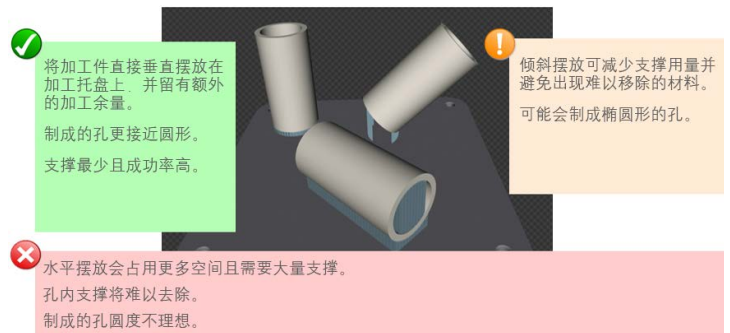 将加工件直接垂直摆放在
加工托盘上，并留有额外
的加工余量。
制成的孔更接近圆形。
支撑最少且成功率高。
倾斜摆放可减少支撑用量并
避免出现难以移除的材料。
可能会制成椭圆形的孔。
水平摆放会占用更多空间且需要大量支撑。
孔内支撑将难以去除。
制成的孔圆度不理想。